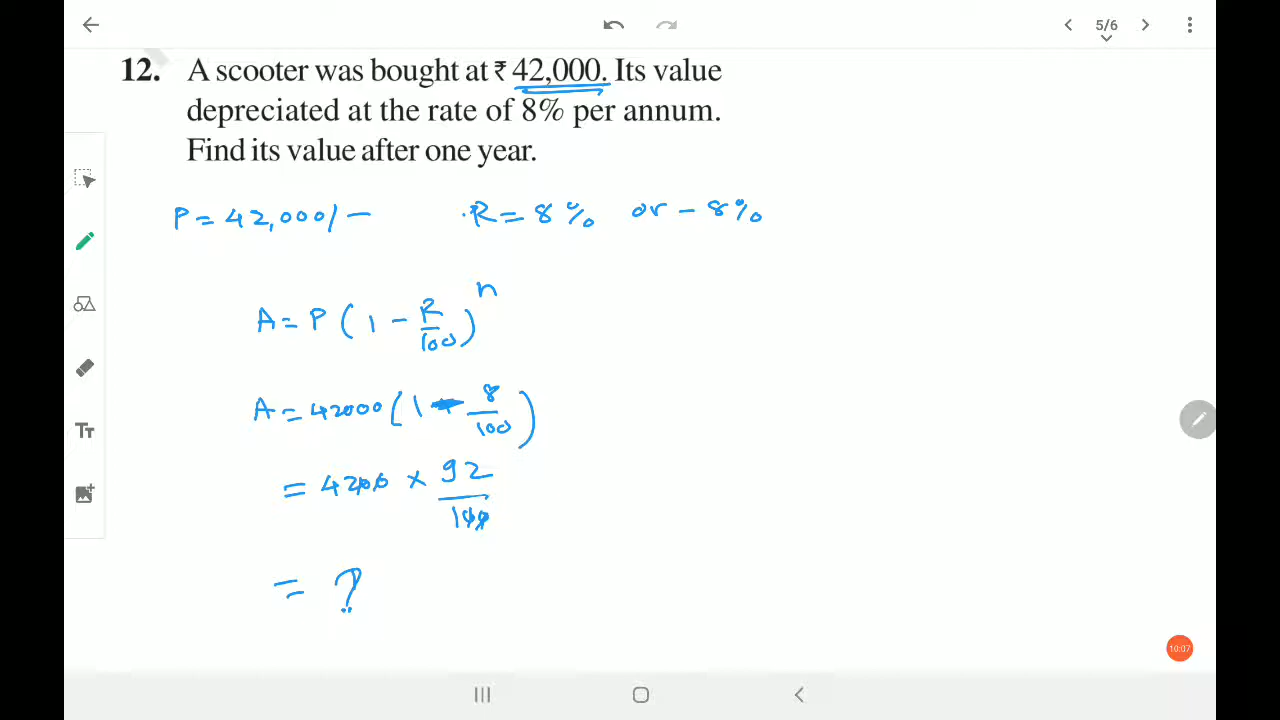 5/6
12. A scooter was bought at ₹ 42,000. Its value
depreciated at the rate of 8% per annum.
Find its value after one year.
P = 42,000/- R = 8% or - 8%
A = P (1 - R/100)^n
A = 42000 (1 - 8/100)
= 4200 × 92/100
= ?
Tт
10:07